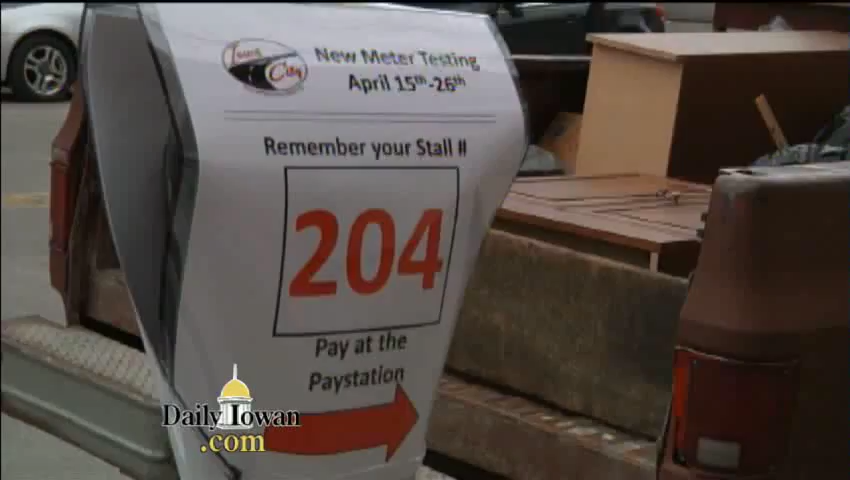 Iowa City
New Meter Testing
April 15th-26th
Remember your Stall #
204
Pay at the
Paystation
Daily Iowan
.com